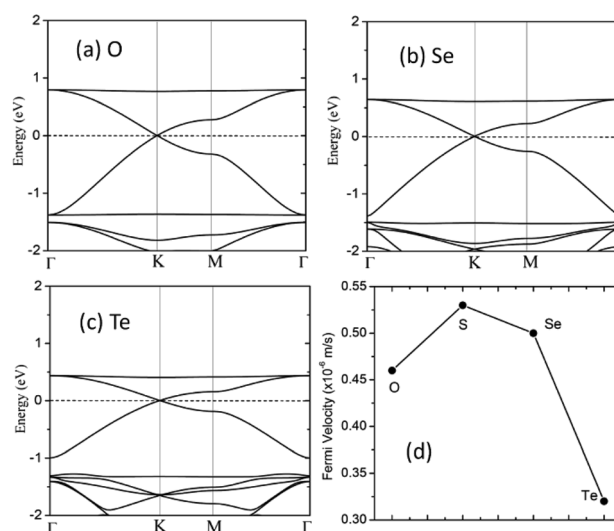 (a) O
Energy (eV)
2
1
0
-1
-2
Γ K M Γ
(b) Se
Energy (eV)
2
1
0
-1
-2
Γ K M Γ
(c) Te
Energy (eV)
2
1
0
-1
-2
Γ K M Γ
(d)
Fermi Velocity (x10⁻⁶ m/s)
0.55
0.50
0.45
0.40
0.35
0.30
O
S
Se
Te